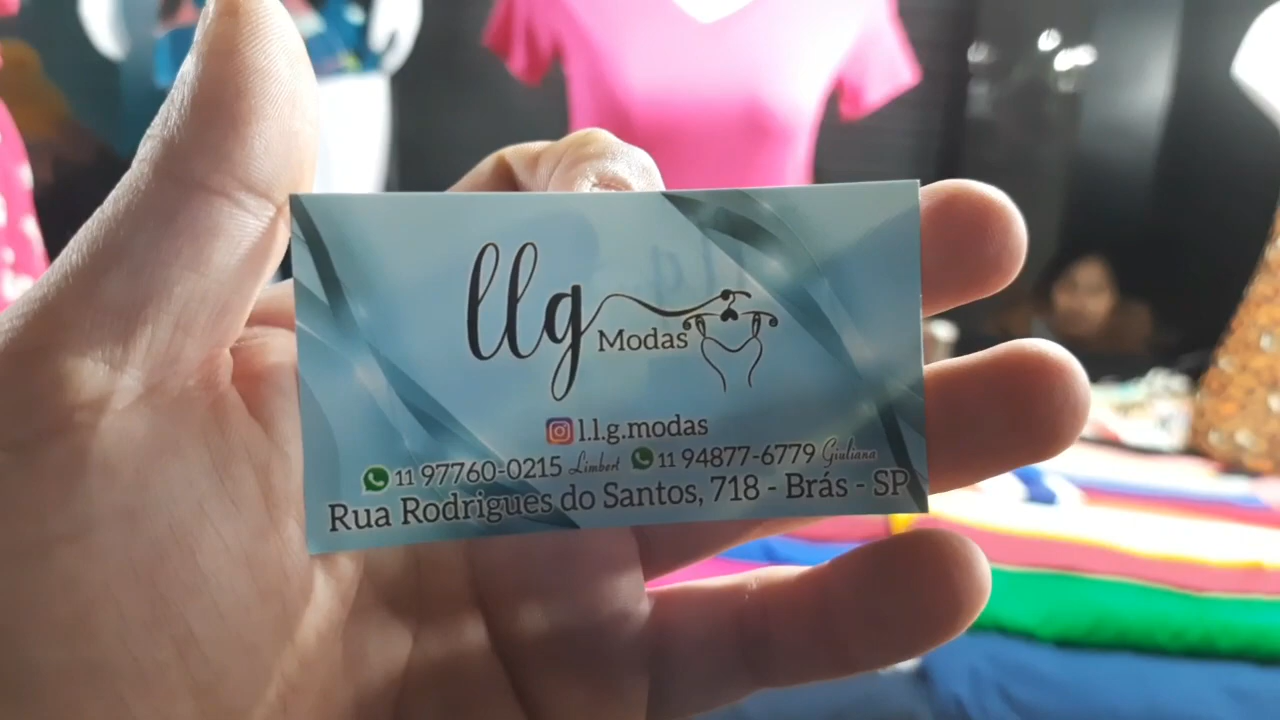 llg
Modas
l.l.g.modas
11 97760-0215 Limbert 11 94877-6779 Giuliana
Rua Rodrigues do Santos, 718 - Brás - SP